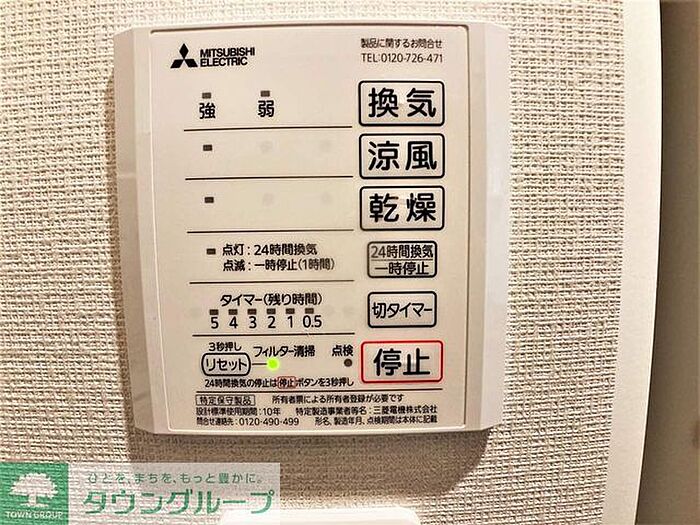 MITSUBISHI
ELECTRIC
製品に関するお問合せ
TEL:0120-726-471
強 弱
換気
涼風
乾燥
点灯:24時間換気
点滅:一時停止(1時間)
24時間換気
一時停止
タイマー(残り時間)
5 4 3 2 1 0.5
切タイマー
3秒押し
リセット フィルター清掃 点検
停止
24時間換気の停止は停止ボタンを3秒押し
特定保守製品 所有者票による所有者登録が必要です
設計標準使用期間:10年 特定製造事業者等名:三菱電機株式会社
問合せ連絡先:0120-490-499 形名、製造年月、点検期間は本体に記載
ひとを、まちを、もっと豊かに。
タウングループ
TOWN GROUP